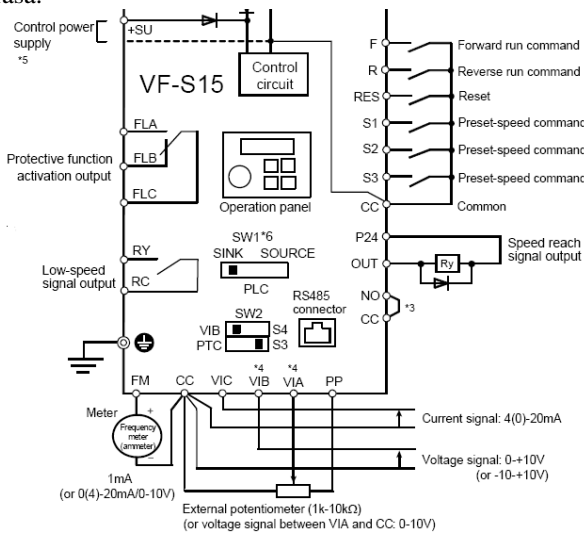 Control power
supply
*5
+SU
VF-S15
Control
circuit
F
Forward run command
R
Reverse run command
RES
Reset
S1
Preset-speed command
S2
Preset-speed command
S3
Preset-speed command
CC
Common
FLA
FLB
FLC
Protective function
activation output
Operation panel
P24
OUT
Ry
Speed reach
signal output
RY
RC
Low-speed
signal output
SW1*6
SINK SOURCE
PLC
RS485
connector
NO
CC
*3
SW2
VIB S4
PTC S3
*4 *4
FM CC VIC VIB VIA PP
Meter
+
Frequency
meter
(ammeter)
−
1mA
(or 0(4)-20mA/0-10V)
Current signal: 4(0)-20mA
Voltage signal: 0-+10V
(or -10-+10V)
External potentiometer (1k-10kΩ)
(or voltage signal between VIA and CC: 0-10V)